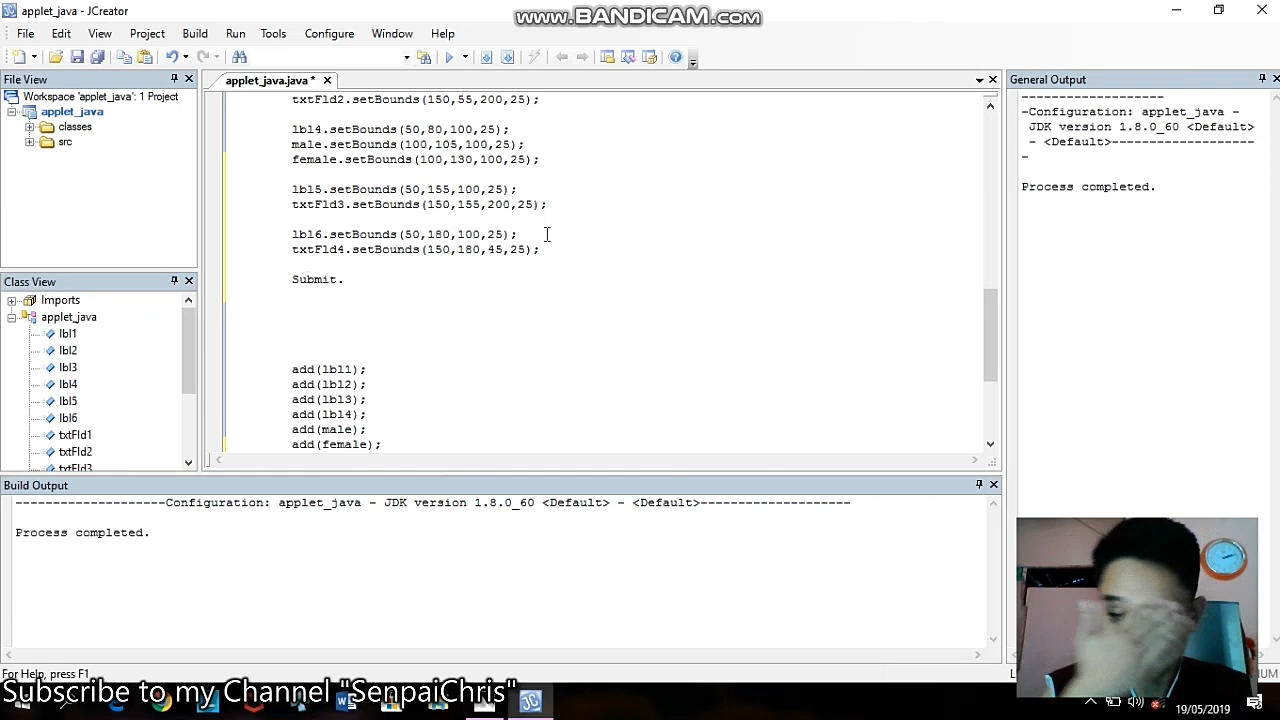 applet_java - JCreator
www.BANDICAM.com
File Edit View Project Build Run Tools Configure Window Help
File View
Workspace 'applet_java': 1 Project
applet_java
classes
src
Class View
Imports
applet_java
lbl1
lbl2
lbl3
lbl4
lbl5
lbl6
txtFld1
txtFld2
txtFld3
applet_java.java *
txtFld2.setBounds(150,55,200,25);
lbl4.setBounds(50,80,100,25);
male.setBounds(100,105,100,25);
female.setBounds(100,130,100,25);
lbl5.setBounds(50,155,100,25);
txtFld3.setBounds(150,155,200,25);
lbl6.setBounds(50,180,100,25);
txtFld4.setBounds(150,180,45,25);
Submit.
add(lbl1);
add(lbl2);
add(lbl3);
add(lbl4);
add(male);
add(female);
General Output
--------------------
-Configuration: applet_java -
JDK version 1.8.0_60 <Default>
- <Default>-------------------
-
Process completed.
Build Output
--------------------Configuration: applet_java - JDK version 1.8.0_60 <Default> - <Default>--------------------
Process completed.
For Help, press F1
Subscribe to my Channel "SenpaiChris"
19/05/2019